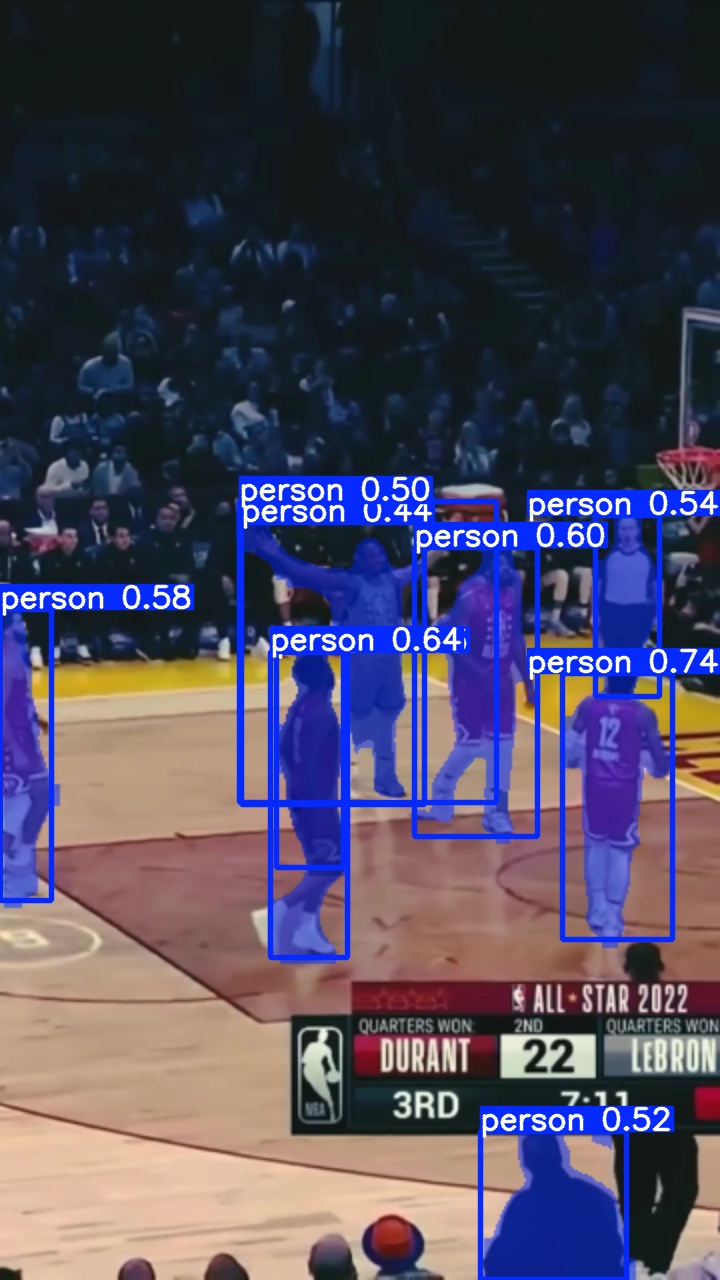 person 0.50
person 0.44
person 0.54
person 0.60
person 0.58
person 0.64
person 0.74
12
ALL★STAR 2022
QUARTERS WON: 2ND QUARTERS WON
DURANT 22 LEBRON
NBA 3RD 7:11
person 0.52